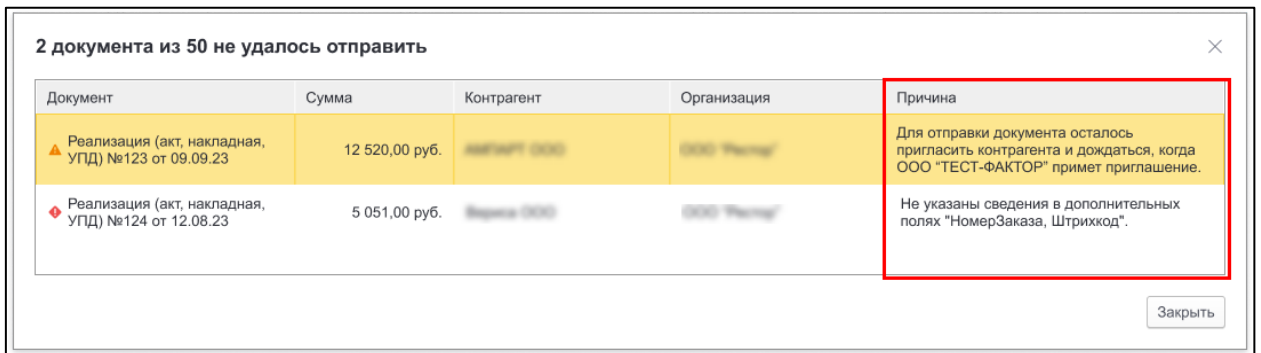 2 документа из 50 не удалось отправить
Документ Сумма Контрагент Организация Причина
Реализация (акт, накладная,
УПД) №123 от 09.09.23
12 520,00 руб.
Для отправки документа осталось
пригласить контрагента и дождаться, когда
ООО “ТЕСТ-ФАКТОР” примет приглашение.
Реализация (акт, накладная,
УПД) №124 от 12.08.23
5 051,00 руб.
Не указаны сведения в дополнительных
полях "НомерЗаказа, Штрихкод".
Закрыть